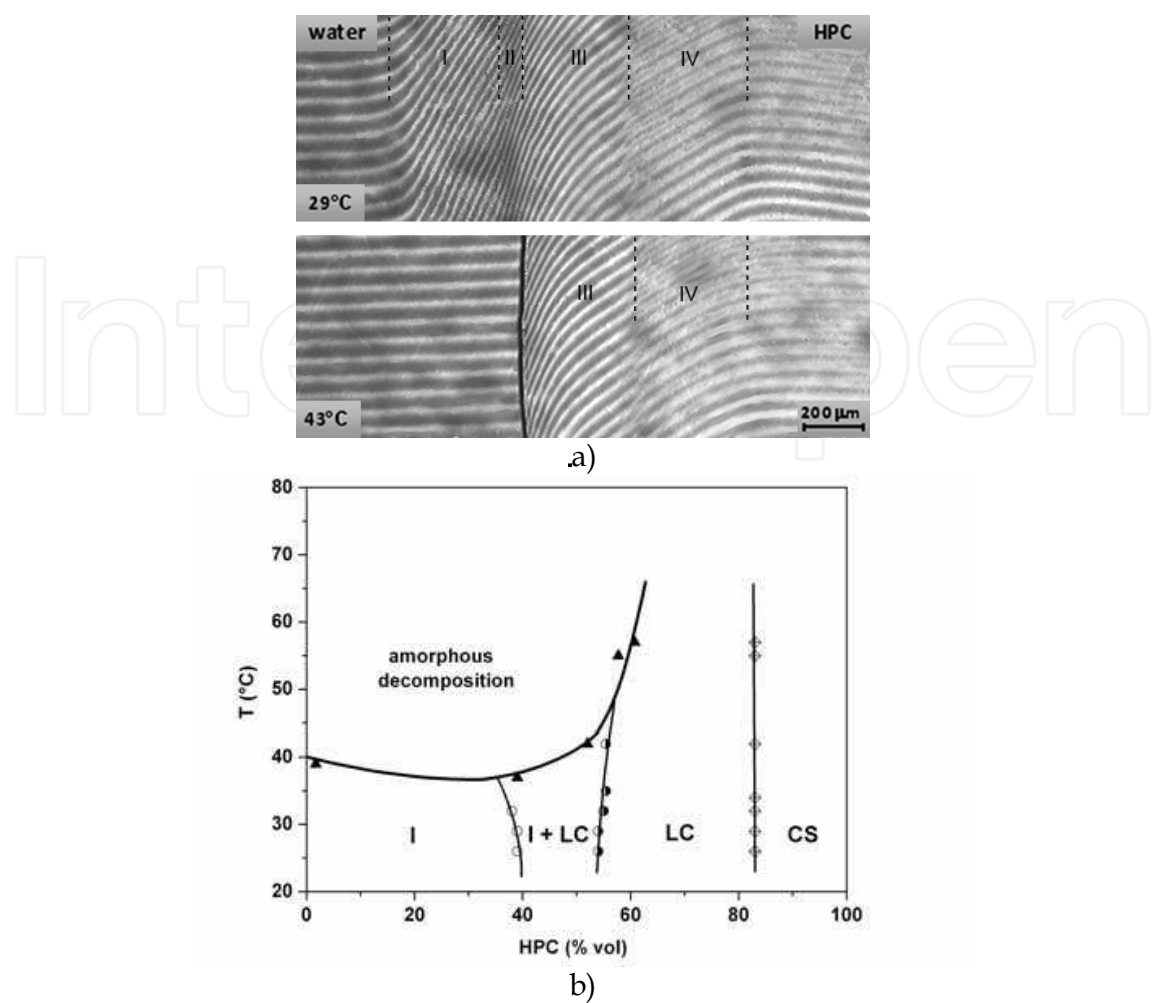 water I II III IV HPC
29°C
III IV
43°C 200 µm
.a)
80
70
60
50
40
30
20
T (°C)
amorphous
decomposition
I I + LC LC CS
0 20 40 60 80 100
HPC (% vol)
b)